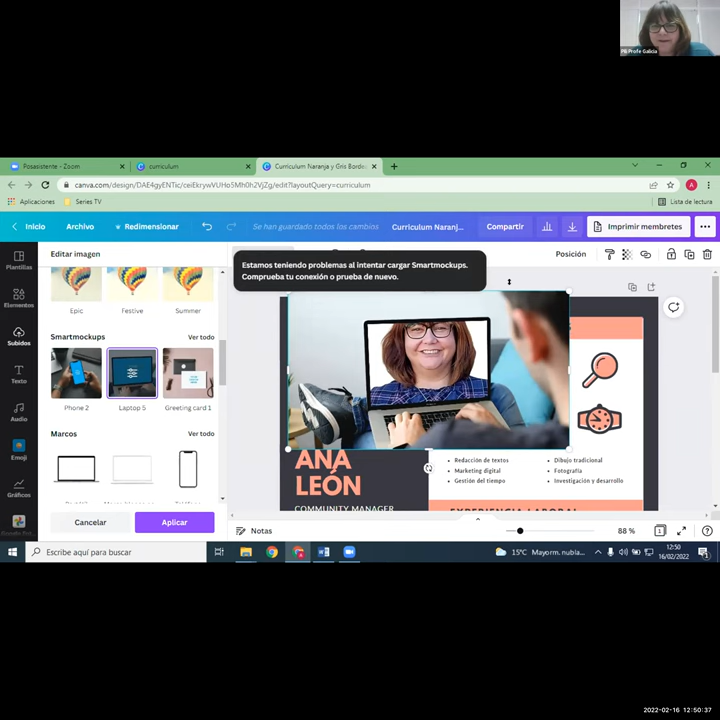 PB Profe Galicia
Posasistente - Zoom
curriculum
Curriculum Naranja y Gris Borde
canva.com/design/DAE4gyENTic/ceiEkrywVUHo5Mh0h2VjZg/edit?layoutQuery=curriculum
Aplicaciones
Series TV
Lista de lectura
Inicio
Archivo
Redimensionar
Se han guardado todos los cambios
Curriculum Naranj...
Compartir
Imprimir membretes
Plantillas
Elementos
Subidos
Texto
Audio
Emoji
Gráficos
Editar imagen
Posición
Estamos teniendo problemas al intentar cargar Smartmockups.
Comprueba tu conexión o prueba de nuevo.
Epic
Festive
Summer
Smartmockups
Ver todo
Phone 2
Laptop 5
Greeting card 1
Marcos
Ver todo
Cancelar
Aplicar
ANA
LEÓN
COMMUNITY MANAGER
Redacción de textos
Marketing digital
Gestión del tiempo
Dibujo tradicional
Fotografía
Investigación y desarrollo
EXPERIENCIA LABORAL
Notas
88 %
1
Escribe aquí para buscar
15°C Mayorm. nubla...
12:50
16/02/2022
2022-02-16 12:50:37